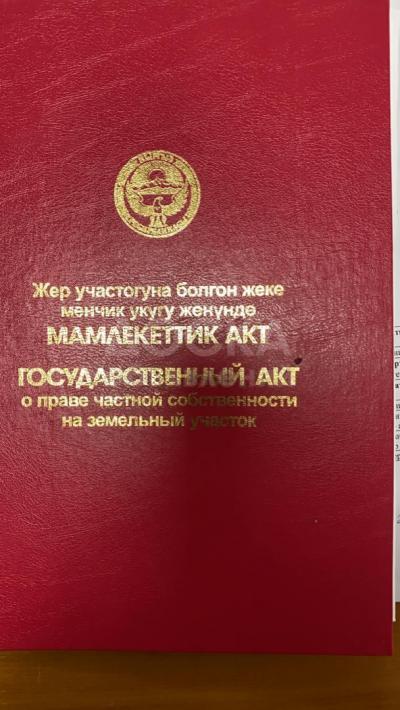 Жер участогуна болгон жеке
менчик укугу жөнүндө
МАМЛЕКЕТТИК АКТ
ГОСУДАРСТВЕННЫЙ АКТ
о праве частной собственности
на земельный участок